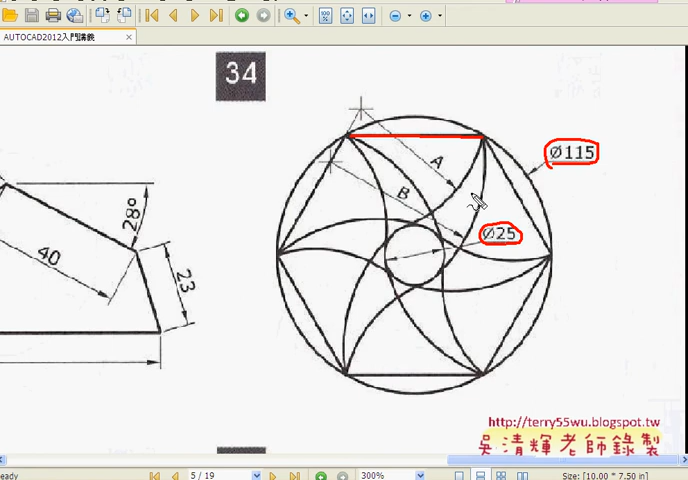 AUTOCAD2012入門講義
34
Ø115
A
B
28°
Ø25
40
23
http://terry55wu.blogspot.tw
吳清輝老師錄製
eady
5 / 19
300%
Size: [10.00 * 7.50 in]